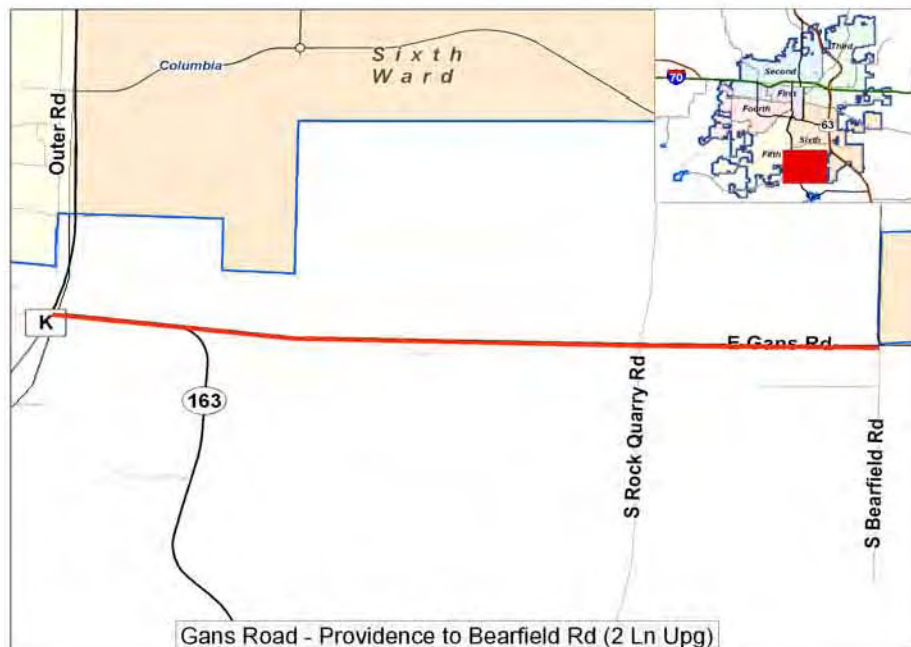 Columbia
Sixth
Ward
Outer Rd
K
163
E Gans Rd
S Rock Quarry Rd
S Bearfield Rd
70
Third
Second
First
Fourth
63
Sixth
Fifth
Gans Road - Providence to Bearfield Rd (2 Ln Upg)